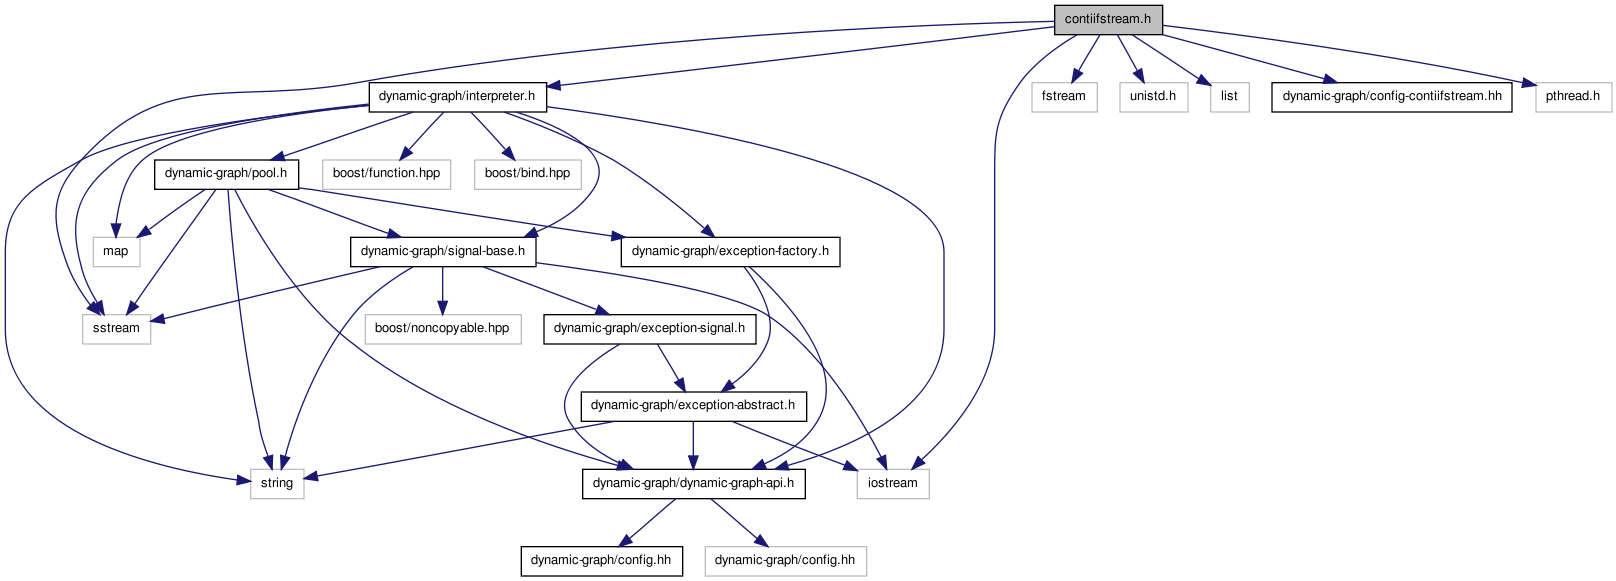 contiifstream.h
dynamic-graph/interpreter.h
fstream
unistd.h
list
dynamic-graph/config-contiifstream.hh
pthread.h
dynamic-graph/pool.h
boost/function.hpp
boost/bind.hpp
map
dynamic-graph/signal-base.h
dynamic-graph/exception-factory.h
sstream
boost/noncopyable.hpp
dynamic-graph/exception-signal.h
dynamic-graph/exception-abstract.h
string
dynamic-graph/dynamic-graph-api.h
iostream
dynamic-graph/config.hh
dynamic-graph/config.hh